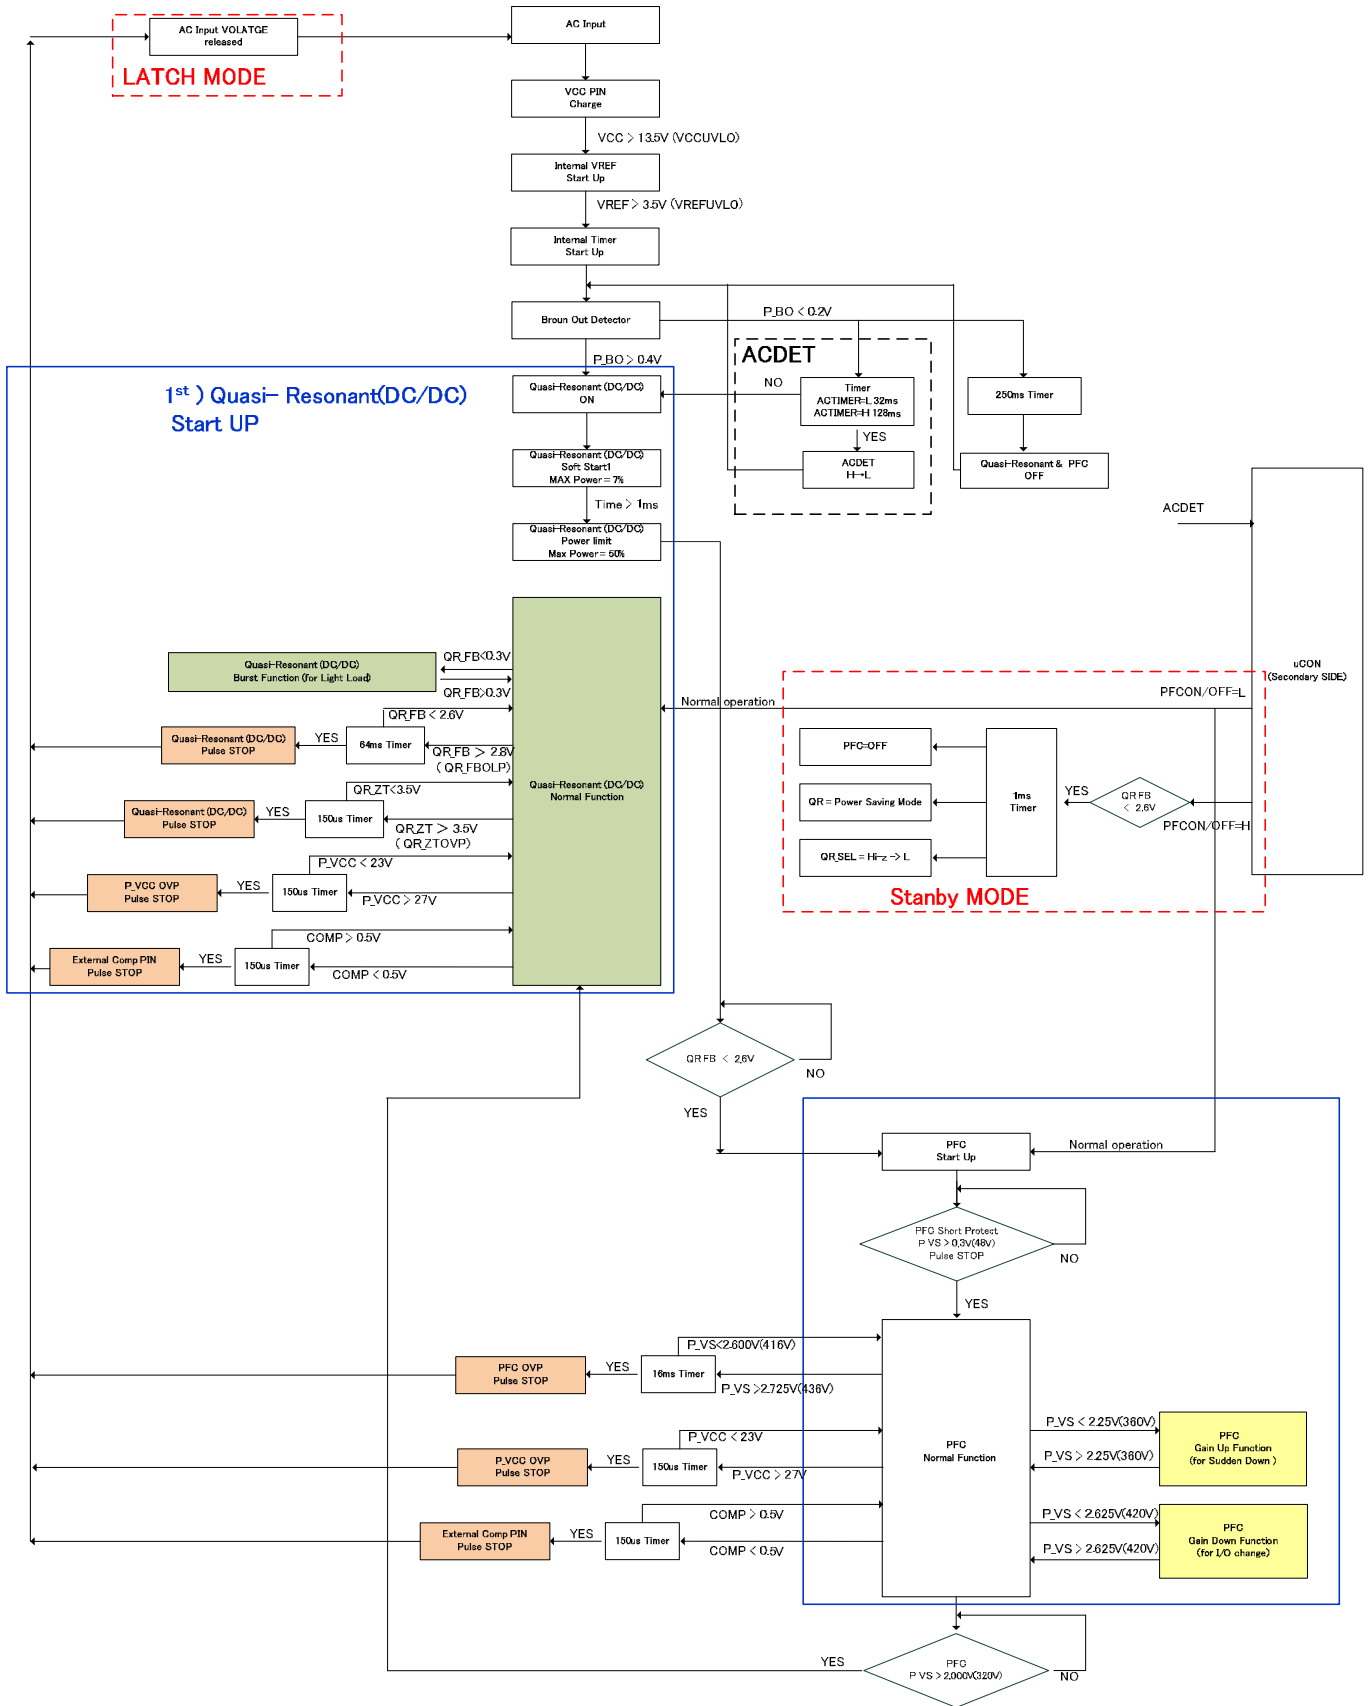 AC Input VOLATGE
released
LATCH MODE
AC Input
VCC PIN
Charge
VCC > 13.5V (VCCUVLO)
Internal VREF
Start Up
VREF > 3.5V (VREFUVLO)
Internal Timer
Start Up
Broun Out Detector
P_BO < 0.2V
P_BO > 0.4V
ACDET
NO
Timer
ACTIMER=L 32ms
ACTIMER=H 128ms
YES
ACDET
H→L
250ms Timer
Quasi-Resonant & PFC
OFF
1st ) Quasi- Resonant(DC/DC)
Start UP
Quasi-Resonant (DC/DC)
ON
Quasi-Resonant (DC/DC)
Soft Start1
MAX Power = 7%
Time > 1ms
Quasi-Resonant (DC/DC)
Power limit
Max Power = 50%
ACDET
uCON
(Secondary SIDE)
Quasi-Resonant (DC/DC)
Burst Function (for Light Load)
QR_FB<0.3V
QR_FB>0.3V
QR_FB < 2.6V
Quasi-Resonant (DC/DC)
Pulse STOP
YES
64ms Timer
QR_FB > 2.8V
( QR_FBOLP)
Quasi-Resonant (DC/DC)
Normal Function
QR_ZT<3.5V
Quasi-Resonant (DC/DC)
Pulse STOP
YES
150us Timer
QR_ZT > 3.5V
( QR_ZTOVP)
P_VCC < 23V
P_VCC OVP
Pulse STOP
YES
150us Timer
P_VCC > 27V
COMP > 0.5V
External Comp PIN
Pulse STOP
YES
150us Timer
COMP < 0.5V
Normal operation
PFCON/OFF=L
PFC=OFF
QR = Power Saving Mode
QR_SEL = Hi-z -> L
1ms
Timer
YES
QR_FB
< 2.6V
PFCON/OFF=H
Stanby MODE
QR_FB < 2.6V
NO
YES
PFC
Start Up
Normal operation
PFC Short Protect
P_VS > 0.3V(48V)
Pulse STOP
NO
YES
P_VS<2.600V(416V)
PFC OVP
Pulse STOP
YES
16ms Timer
P_VS >2.725V(436V)
P_VCC < 23V
P_VCC OVP
Pulse STOP
YES
150us Timer
P_VCC > 27V
COMP > 0.5V
External Comp PIN
Pulse STOP
YES
150us Timer
COMP < 0.5V
PFC
Normal Function
P_VS < 2.25V(360V)
P_VS > 2.25V(360V)
PFC
Gain Up Function
(for Sudden Down )
P_VS < 2.625V(420V)
P_VS > 2.625V(420V)
PFC
Gain Down Function
(for I/O change)
YES
PFC
P_VS > 2.000V(320V)
NO